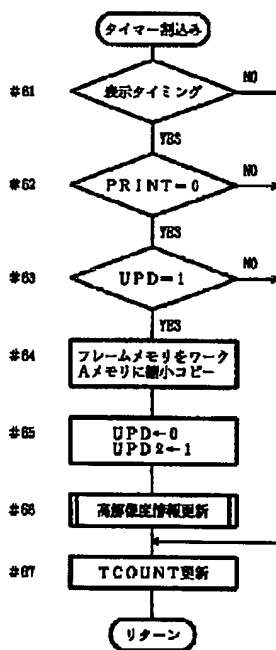 タイマー割込み
#61
表示タイミング
NO
YES
#62
PRINT=0
NO
YES
#63
UPD=1
NO
YES
#64
フレームメモリをワーク
Aメモリに縮小コピー
#65
UPD←0
UPD2←1
#66
高解像度情報更新
#67
TCOUNT更新
リターン